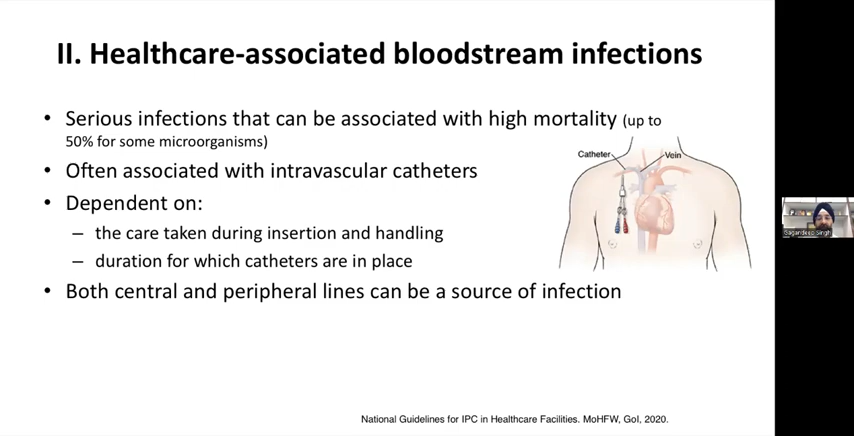 II. Healthcare-associated bloodstream infections
• Serious infections that can be associated with high mortality (up to
50% for some microorganisms)
• Often associated with intravascular catheters
• Dependent on:
– the care taken during insertion and handling
– duration for which catheters are in place
• Both central and peripheral lines can be a source of infection
Catheter
Vein
National Guidelines for IPC in Healthcare Facilities. MoHFW, GoI, 2020.
Gagandeep Singh